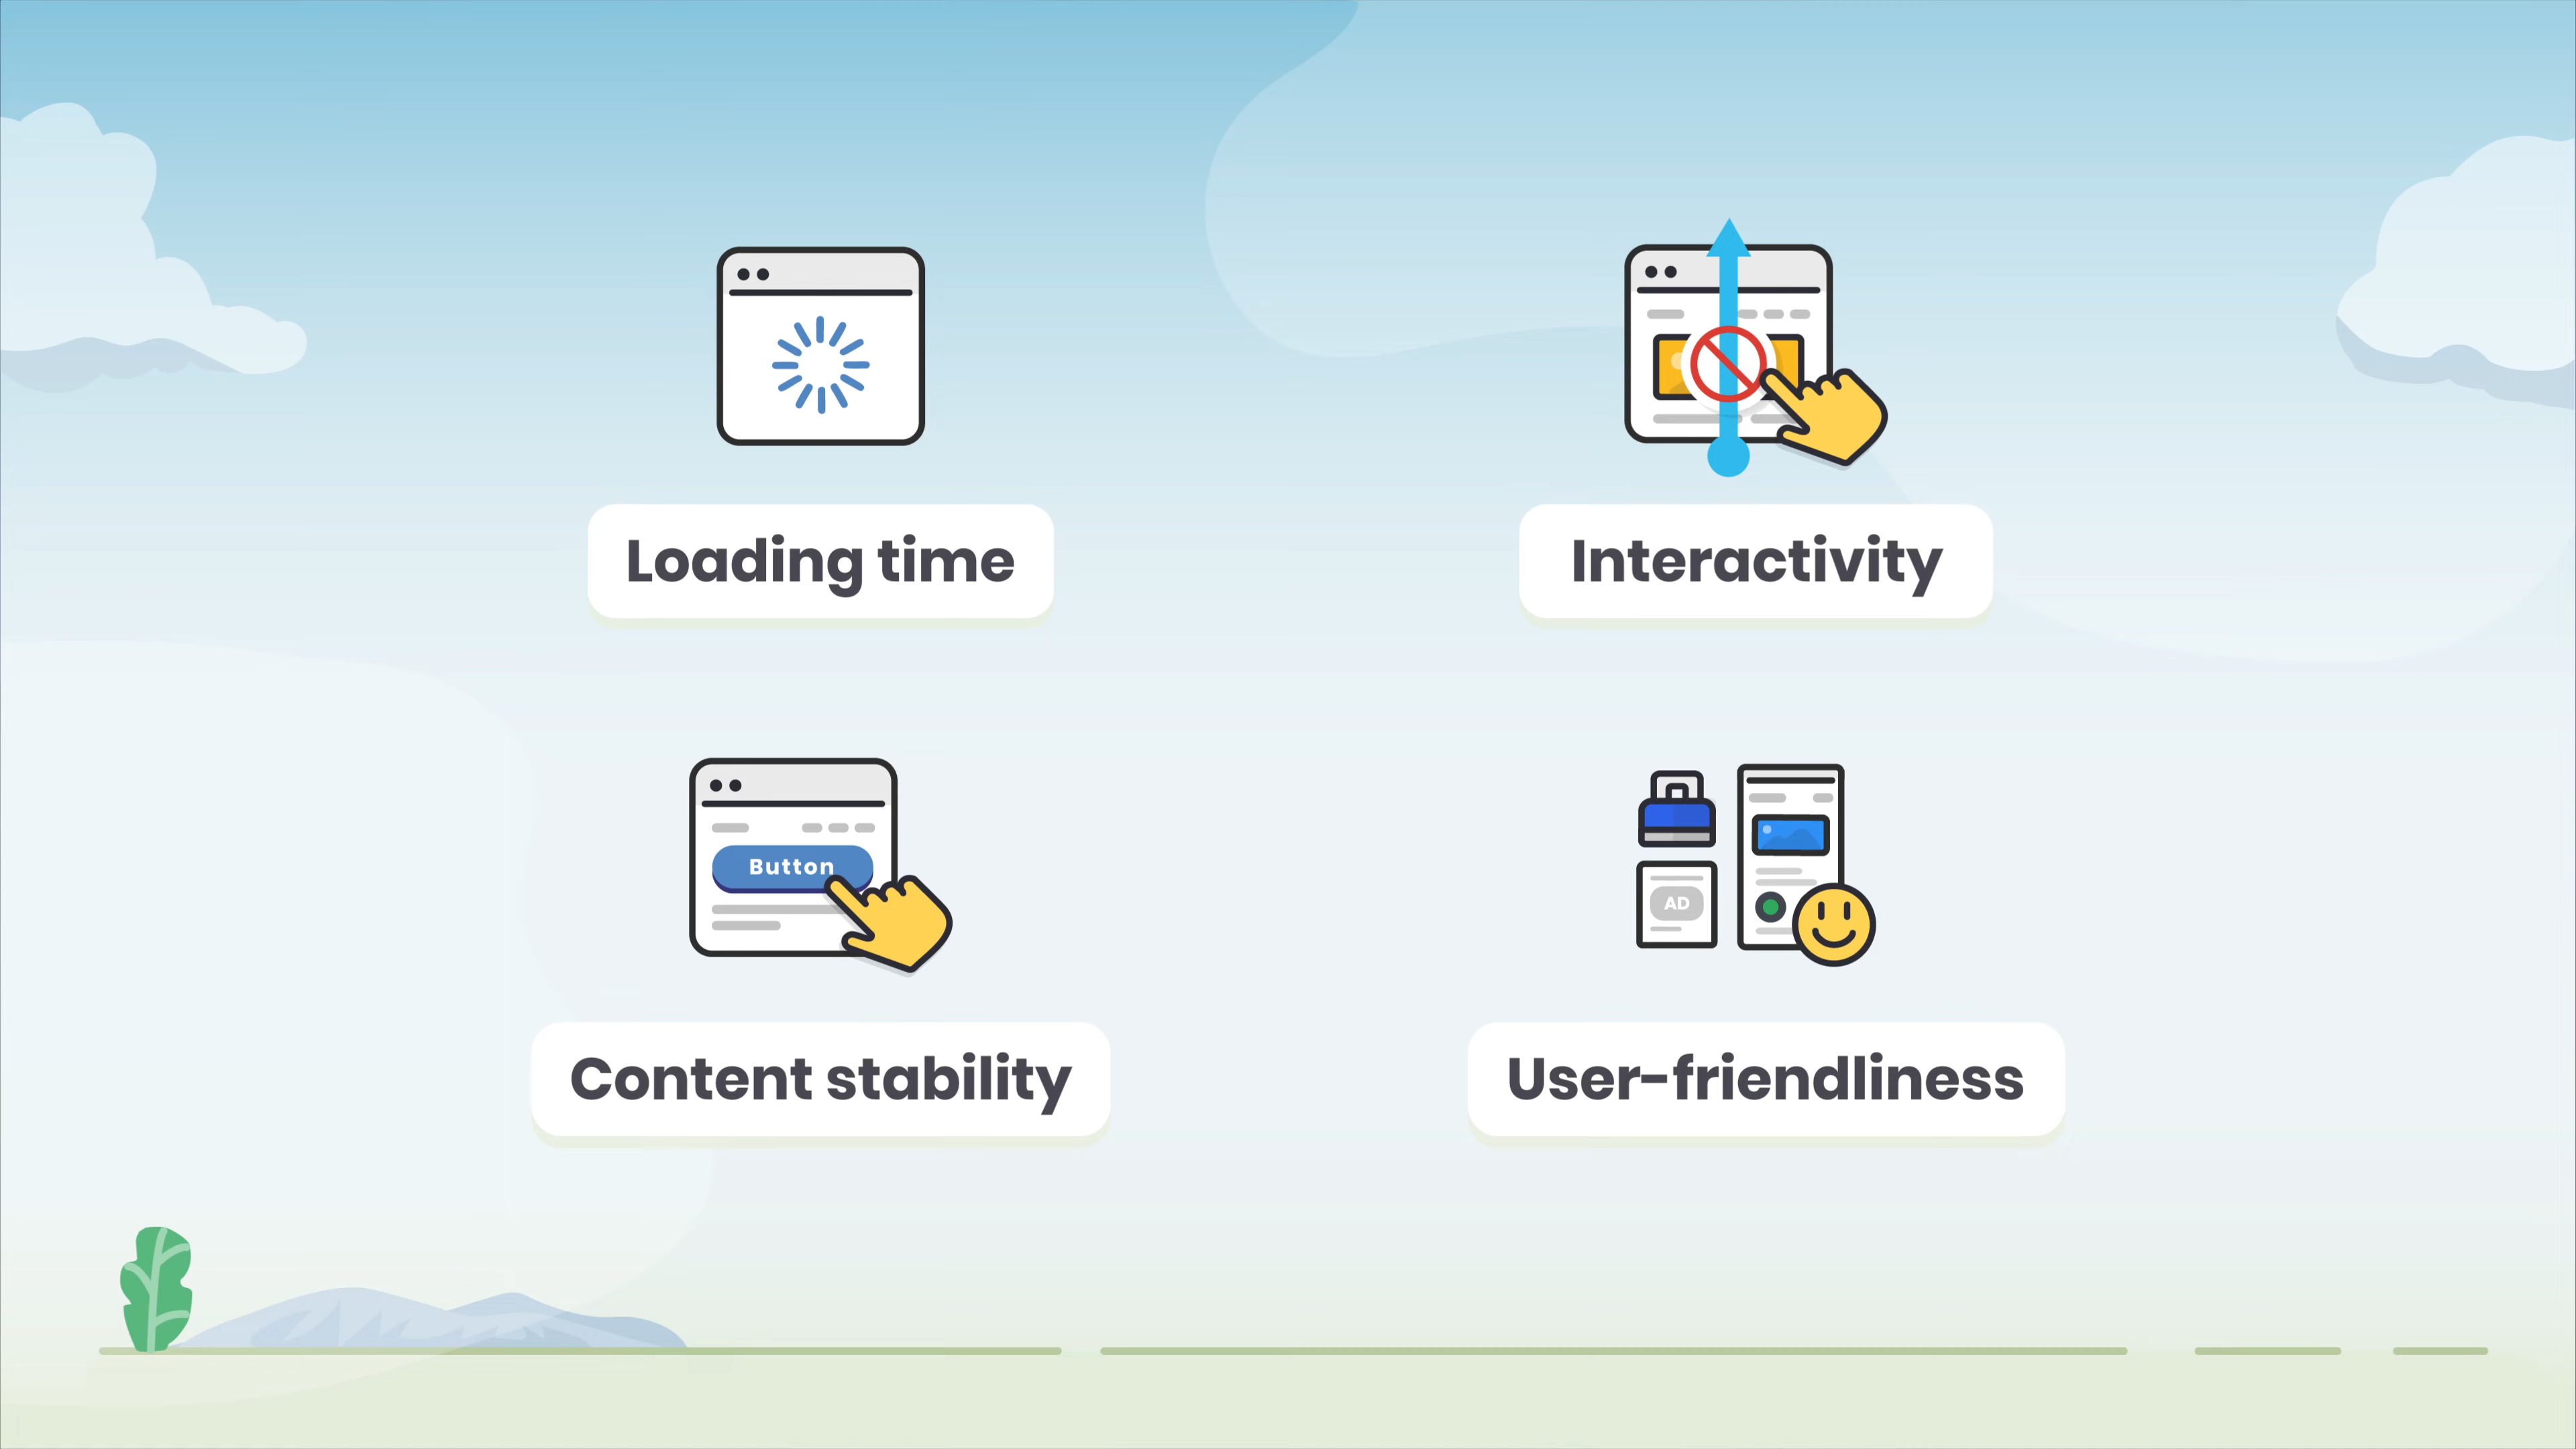 Loading time
Interactivity
Button
AD
Content stability
User-friendliness